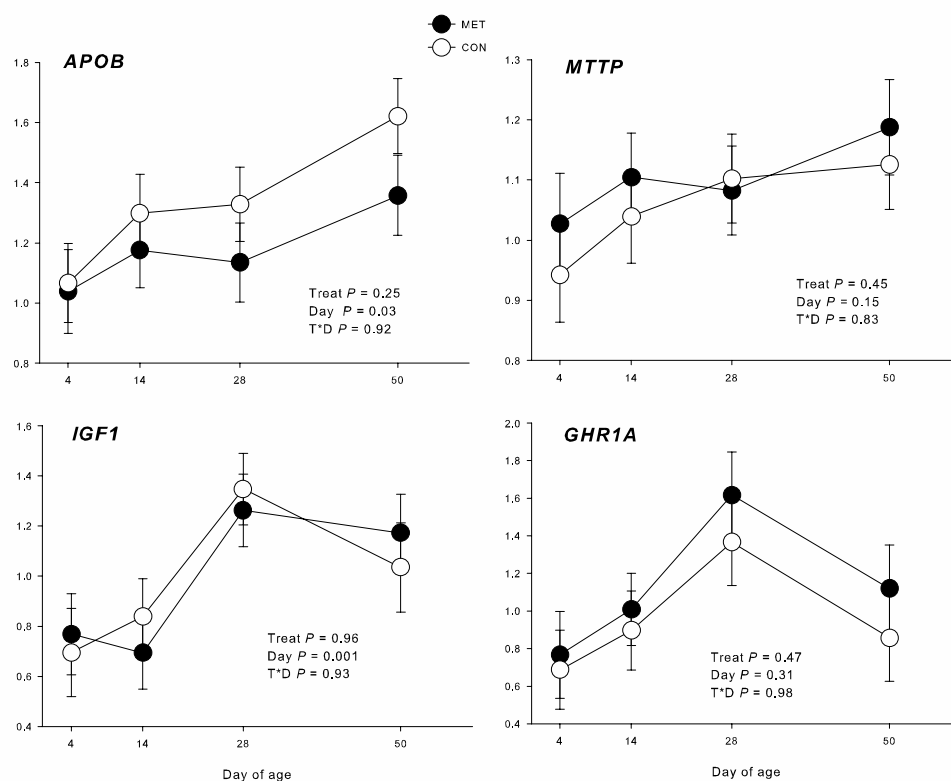 MET
CON
APOB
1.8
1.6
1.4
1.2
1.0
0.8
Treat P = 0.25
Day P = 0.03
T*D P = 0.92
4 14 28 50
MTTP
1.3
1.2
1.1
1.0
0.9
0.8
Treat P = 0.45
Day P = 0.15
T*D P = 0.83
4 14 28 50
IGF1
1.6
1.4
1.2
1.0
0.8
0.6
0.4
Treat P = 0.96
Day P = 0.001
T*D P = 0.93
4 14 28 50
Day of age
GHR1A
2.0
1.8
1.6
1.4
1.2
1.0
0.8
0.6
0.4
Treat P = 0.47
Day P = 0.31
T*D P = 0.98
4 14 28 50
Day of age